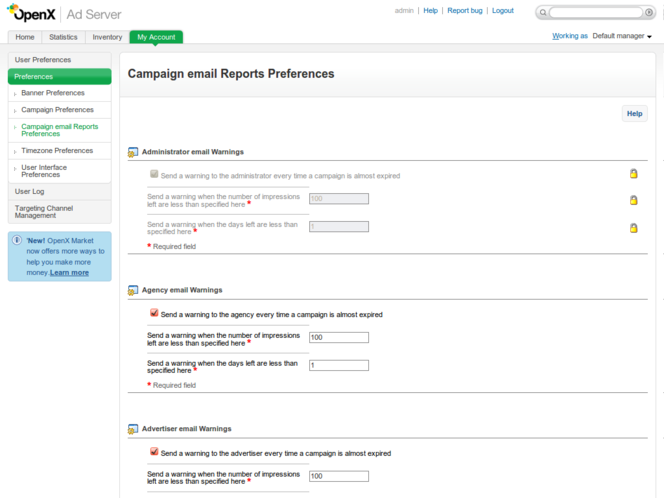 OpenX Ad Server
admin | Help | Report bug | Logout
Home Statistics Inventory My Account
Working as Default manager
User Preferences
Preferences
Banner Preferences
Campaign Preferences
Campaign email Reports
Preferences
Timezone Preferences
User Interface
Preferences
User Log
Targeting Channel
Management
'New! OpenX Market
now offers more ways to
help you make more
money.Learn more
Campaign email Reports Preferences
Help
Administrator email Warnings
Send a warning to the administrator every time a campaign is almost expired
Send a warning when the number of impressions
left are less than specified here * 100
Send a warning when the days left are less than
specified here * 1
* Required field
Agency email Warnings
Send a warning to the agency every time a campaign is almost expired
Send a warning when the number of impressions
left are less than specified here * 100
Send a warning when the days left are less than
specified here * 1
* Required field
Advertiser email Warnings
Send a warning to the advertiser every time a campaign is almost expired
Send a warning when the number of impressions
left are less than specified here * 100